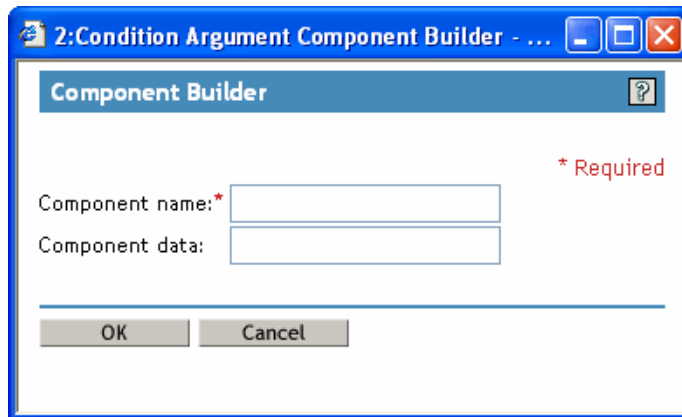 2:Condition Argument Component Builder - ...
Component Builder
?
* Required
Component name:*
Component data:
OK
Cancel